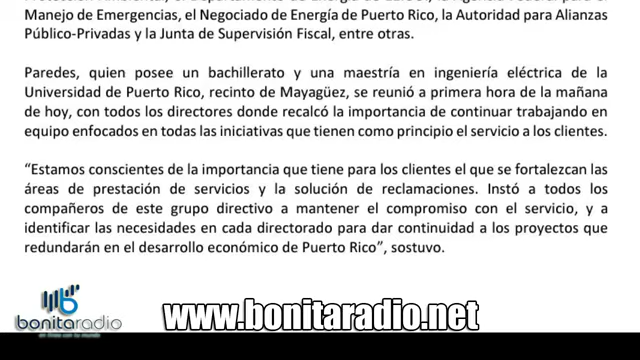 Manejo de Emergencias, el Negociado de Energía de Puerto Rico, la Autoridad para Alianzas
Público-Privadas y la Junta de Supervisión Fiscal, entre otras.
Paredes, quien posee un bachillerato y una maestría en ingeniería eléctrica de la
Universidad de Puerto Rico, recinto de Mayagüez, se reunió a primera hora de la mañana
de hoy, con todos los directores donde recalcó la importancia de continuar trabajando en
equipo enfocados en todas las iniciativas que tienen como principio el servicio a los clientes.
“Estamos conscientes de la importancia que tiene para los clientes el que se fortalezcan las
áreas de prestación de servicios y la solución de reclamaciones. Instó a todos los
compañeros de este grupo directivo a mantener el compromiso con el servicio, y a
identificar las necesidades en cada directorado para dar continuidad a los proyectos que
redundarán en el desarrollo económico de Puerto Rico”, sostuvo.
bonitaradio
en línea con tu mundo
www.bonitaradio.net